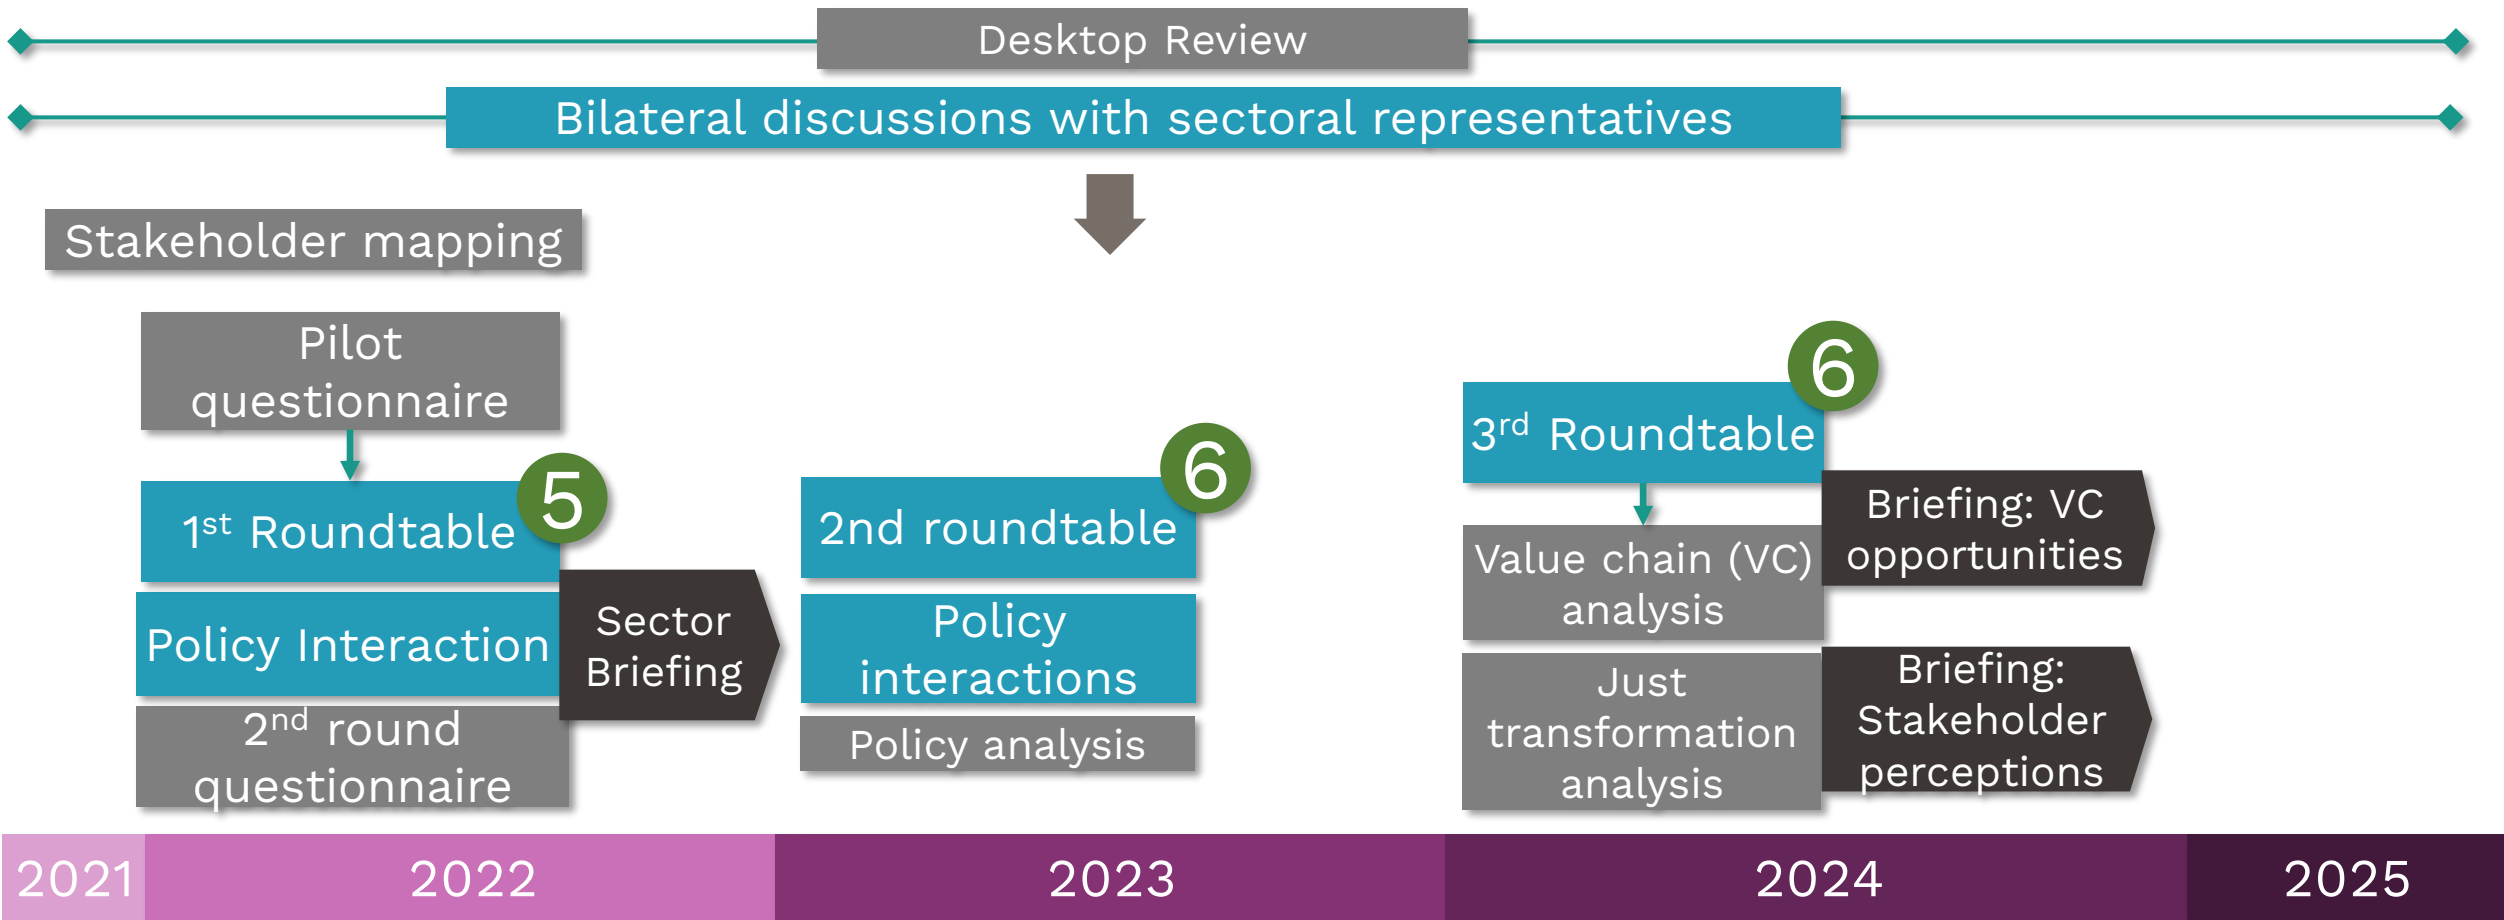 Desktop Review
Bilateral discussions with sectoral representatives
Stakeholder mapping
Pilot
questionnaire
1st Roundtable
5
Policy Interaction
2nd round
questionnaire
Sector
Briefing
2nd roundtable
6
Policy
interactions
Policy analysis
3rd Roundtable
6
Value chain (VC)
analysis
Briefing: VC
opportunities
Just
transformation
analysis
Briefing:
Stakeholder
perceptions
2021
2022
2023
2024
2025